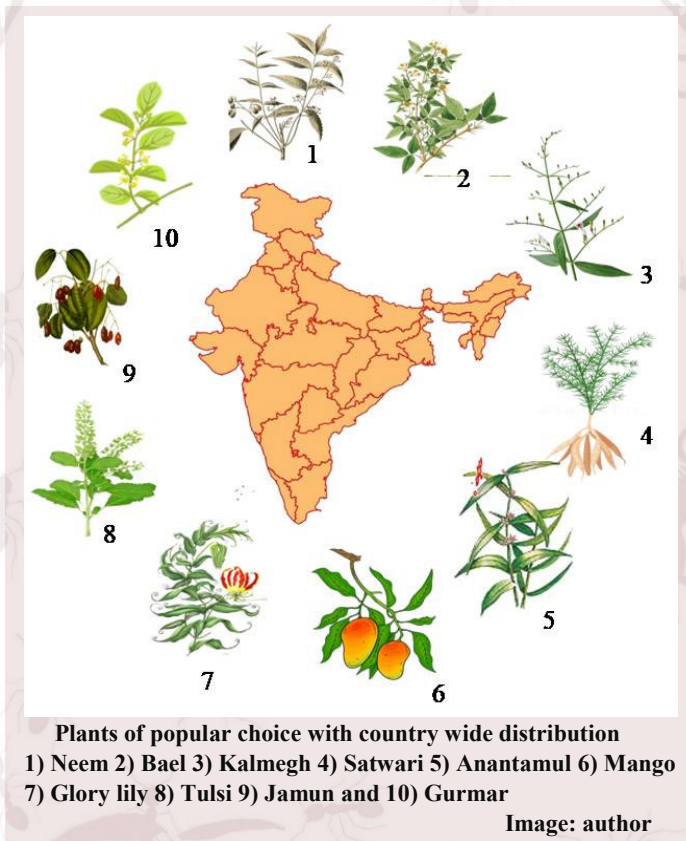 1
2
10
3
9
4
8
5
7
6
Plants of popular choice with country wide distribution
1) Neem 2) Bael 3) Kalmegh 4) Satwari 5) Anantamul 6) Mango
7) Glory lily 8) Tulsi 9) Jamun and 10) Gurmar
Image: author